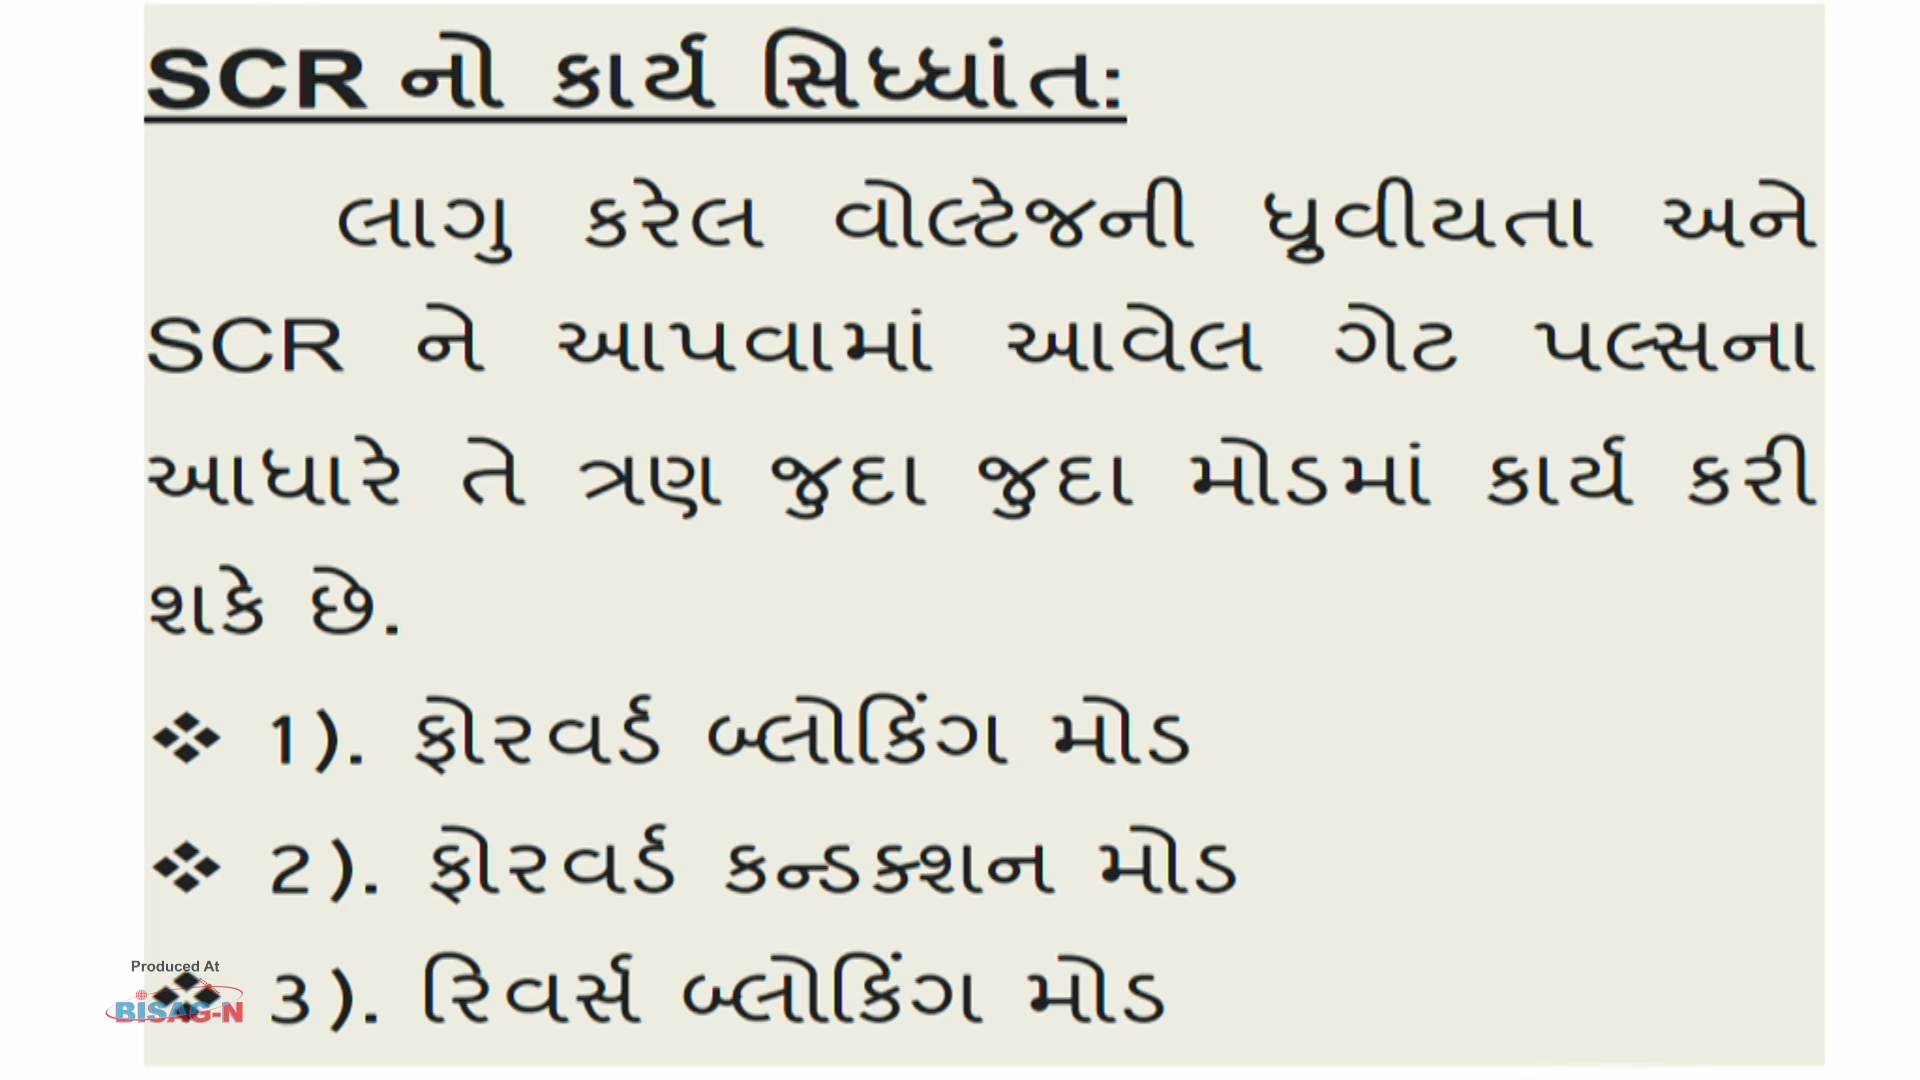 SCR નો કાર્ય સિધ્ધાંત:
લાગુ કરેલ વોલ્ટેજની ધ્રુવીયતા અને
SCR ને આપવામાં આવેલ ગેટ પલ્સના
આધારે તે ત્રણ જુદા જુદા મોડમાં કાર્ય કરી
શકે છે.
❖ 1). ફોરવર્ડ બ્લોકિંગ મોડ
❖ 2). ફોરવર્ડ કન્ડક્શન મોડ
❖ 3). રિવર્સ બ્લોકિંગ મોડ
Produced At
BISAG-N